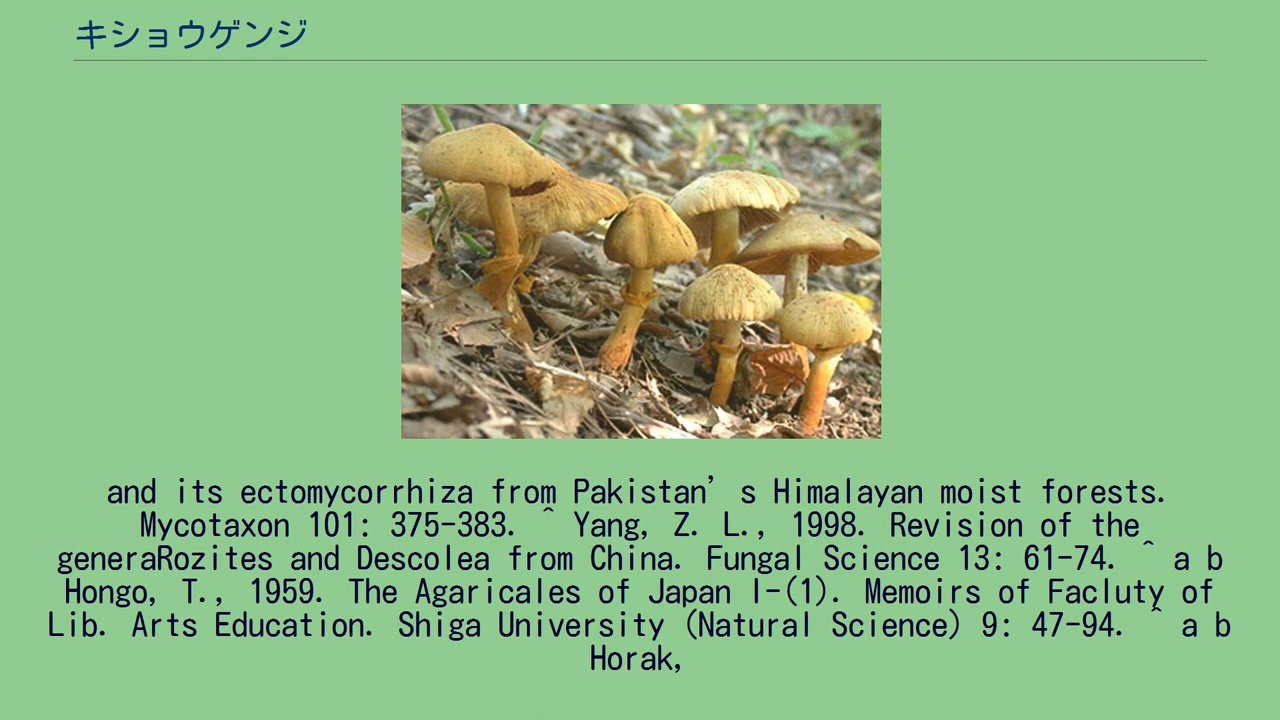 キショウゲンジ
and its ectomycorrhiza from Pakistan’s Himalayan moist forests.
Mycotaxon 101: 375-383. ^ Yang, Z. L., 1998. Revision of the
generaRozites and Descolea from China. Fungal Science 13: 61-74. ^ a b
Hongo, T., 1959. The Agaricales of Japan l-(1). Memoirs of Facluty of
Lib. Arts Education. Shiga University (Natural Science) 9: 47-94. ^ a b
Horak,